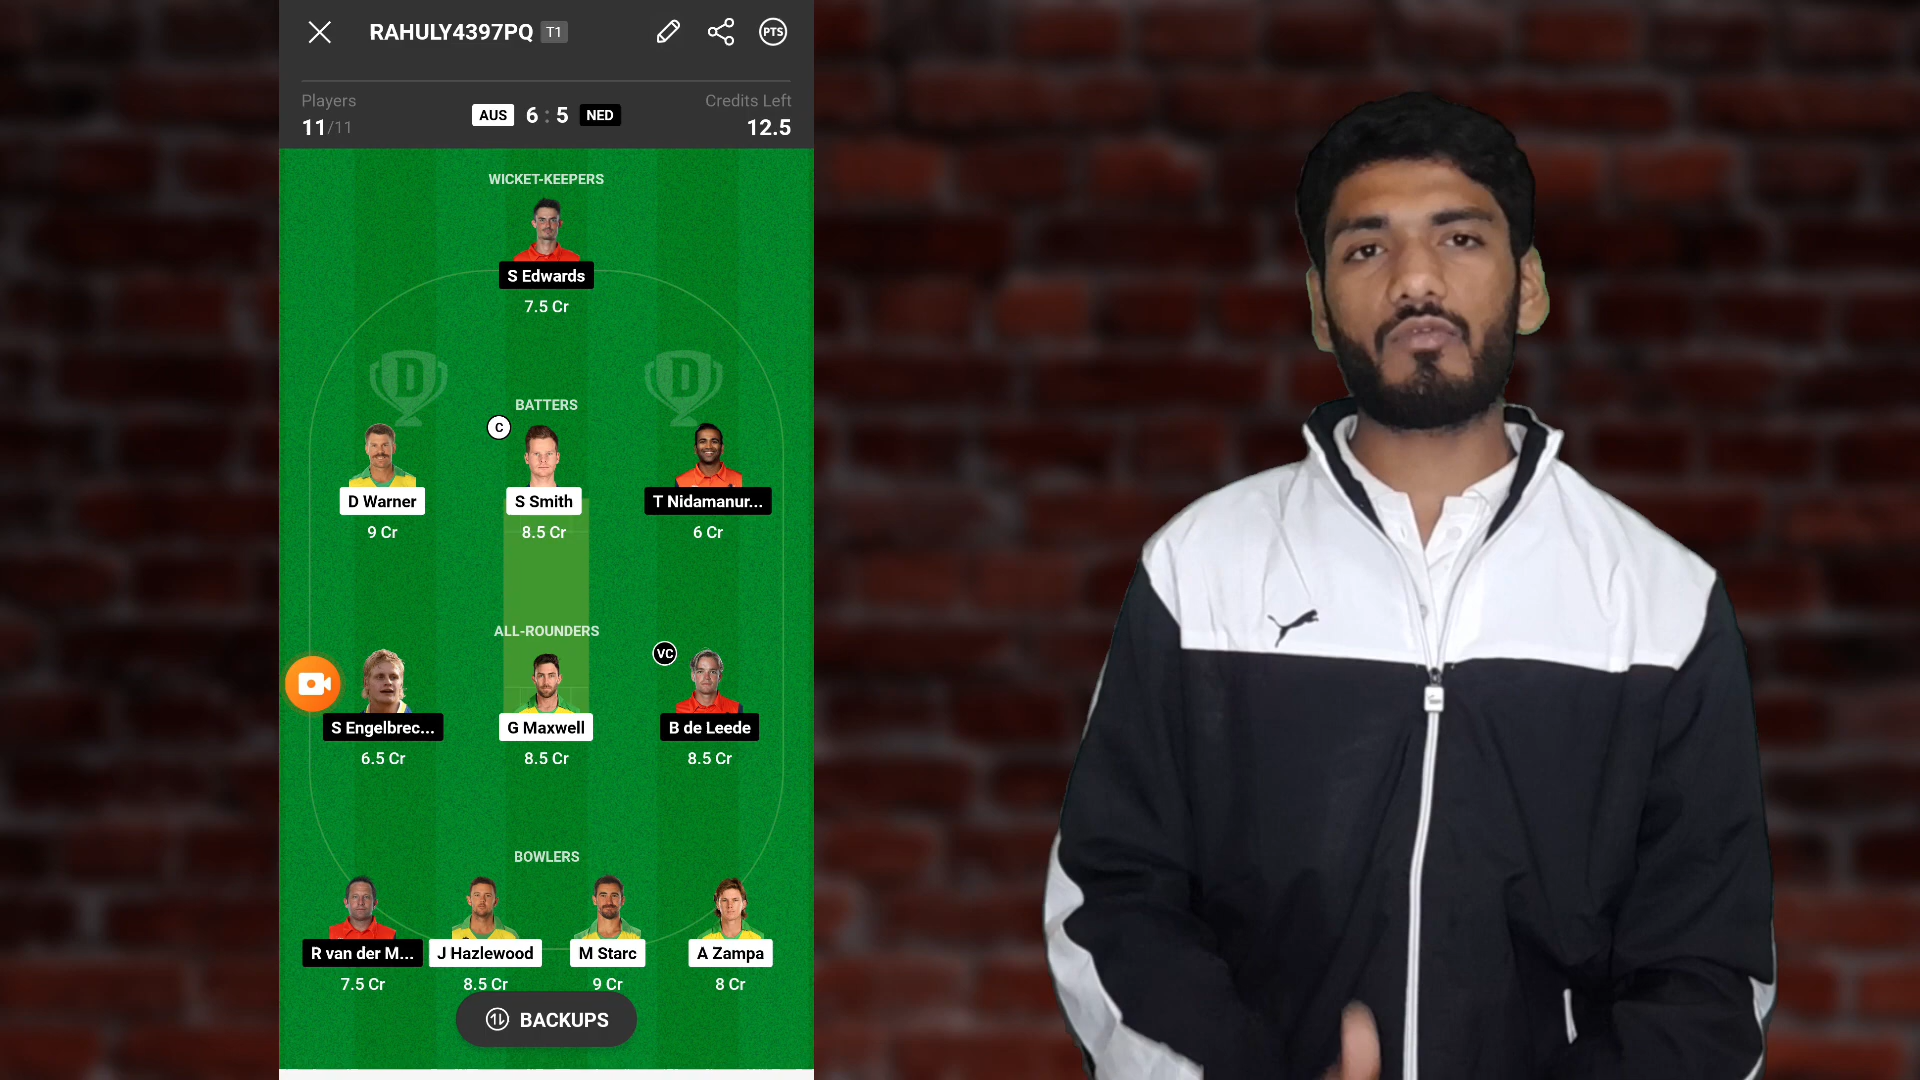 RAHULY4397PQ T1 PTS
Players AUS 6 : 5 NED Credits Left
11/11 12.5
WICKET-KEEPERS
S Edwards
7.5 Cr
D D
BATTERS
C
D Warner S Smith T Nidamanur...
9 Cr 8.5 Cr 6 Cr
ALL-ROUNDERS
VC
S Engelbrec... G Maxwell B de Leede
6.5 Cr 8.5 Cr 8.5 Cr
BOWLERS
R van der M... J Hazlewood M Starc A Zampa
7.5 Cr 8.5 Cr 9 Cr 8 Cr
BACKUPS